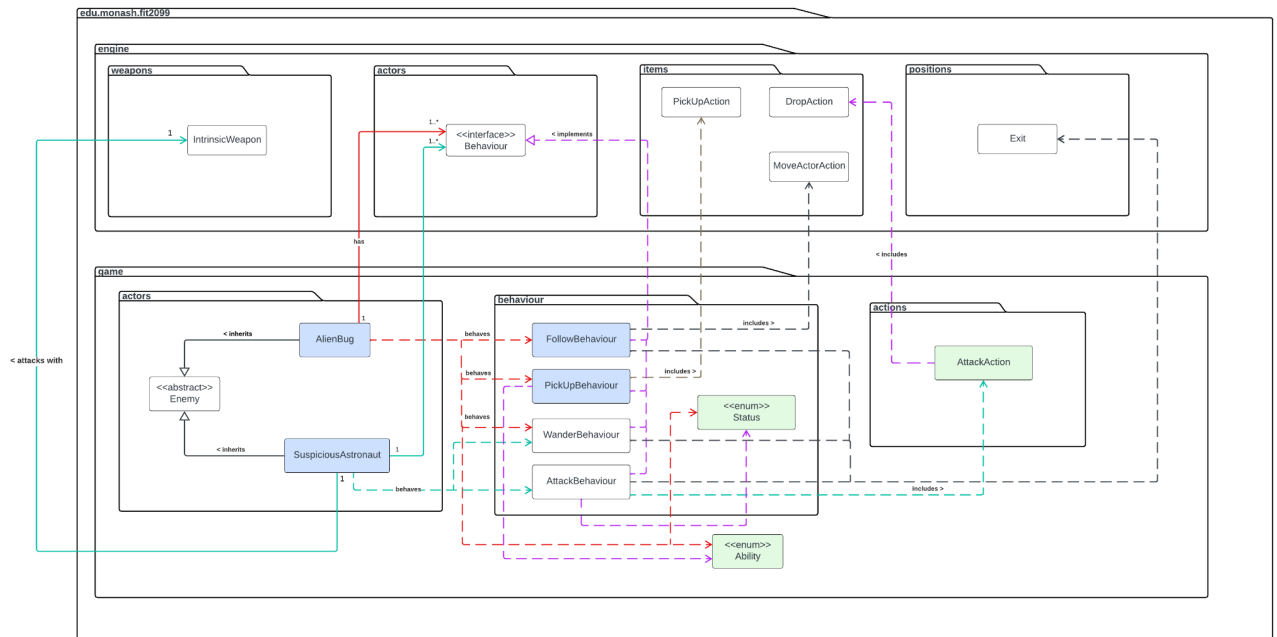 edu.monash.fit2099
engine
weapons
actors
items
positions
PickUpAction
DropAction
1
IntrinsicWeapon
1..*
1..*
<<interface>>
Behaviour
< implements
Exit
MoveActorAction
has
< includes
game
actors
behaviour
actions
1
< inherits
AlienBug
behaves
FollowBehaviour
includes >
< attacks with
AttackAction
behaves
PickUpBehaviour
includes >
<<abstract>>
Enemy
<<enum>>
Status
behaves
WanderBehaviour
< inherits
SuspiciousAstronaut
1
1
behaves
AttackBehaviour
includes >
<<enum>>
Ability